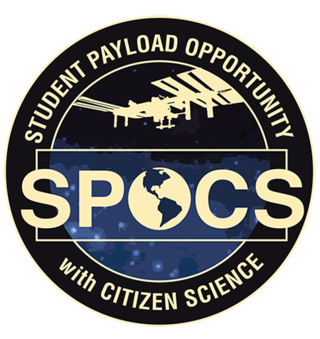 STUDENT PAYLOAD OPPORTUNITY
SPOCS
with CITIZEN SCIENCE